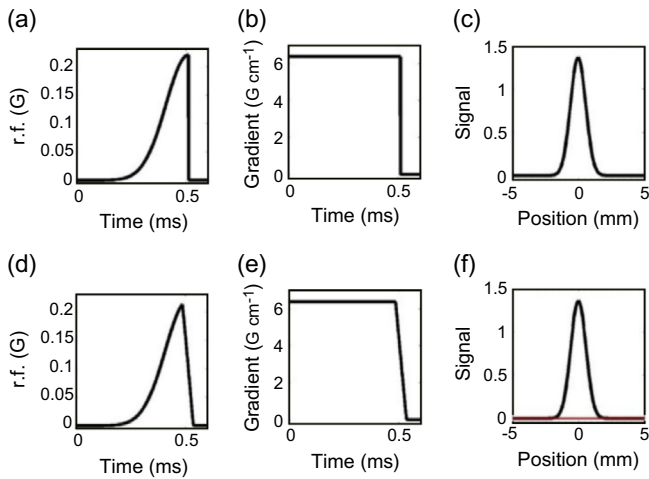 (a)
(b)
(c)
r.f. (G)
0.2
0.15
0.1
0.05
0
0
0.5
Time (ms)
Gradient (G cm⁻¹)
6
4
2
0
0
0.5
Time (ms)
Signal
1.5
1
0.5
0
-5
0
5
Position (mm)
(d)
(e)
(f)
r.f. (G)
0.2
0.15
0.1
0.05
0
0
0.5
Time (ms)
Gradient (G cm⁻¹)
6
4
2
0
0
0.5
Time (ms)
Signal
1.5
1
0.5
0
-5
0
5
Position (mm)